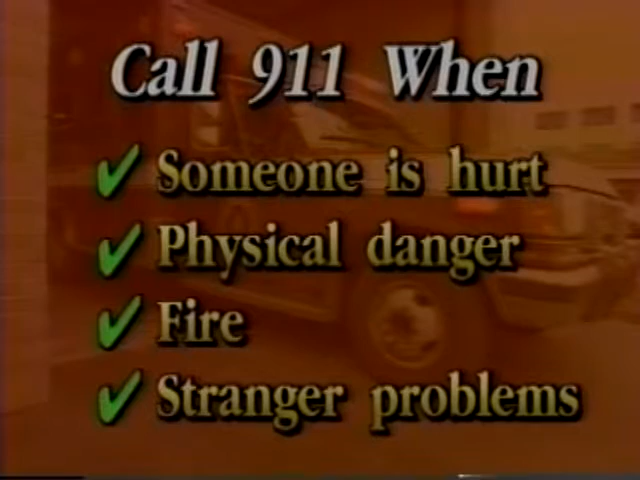 Call 911 When
Someone is hurt
Physical danger
Fire
Stranger problems